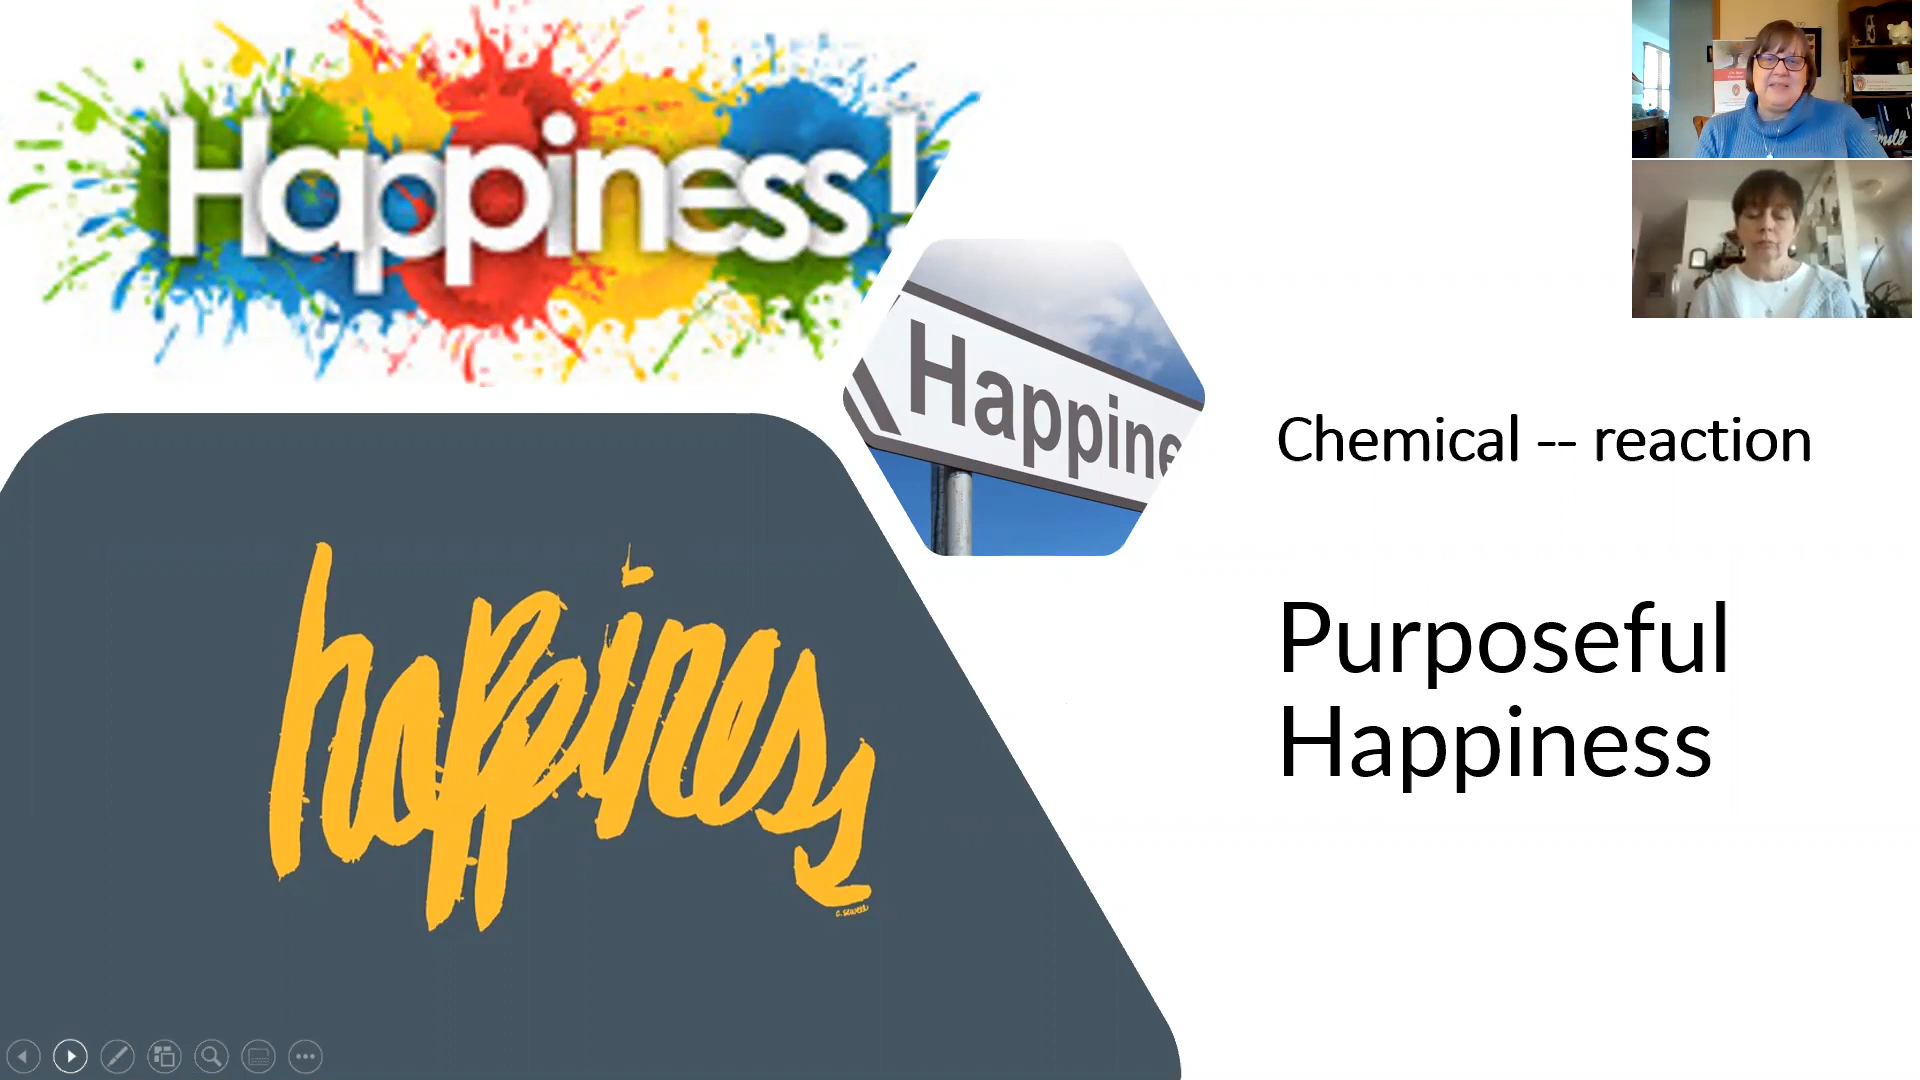 Happiness!
Happine
Chemical -- reaction
Purposeful
Happiness
happiness